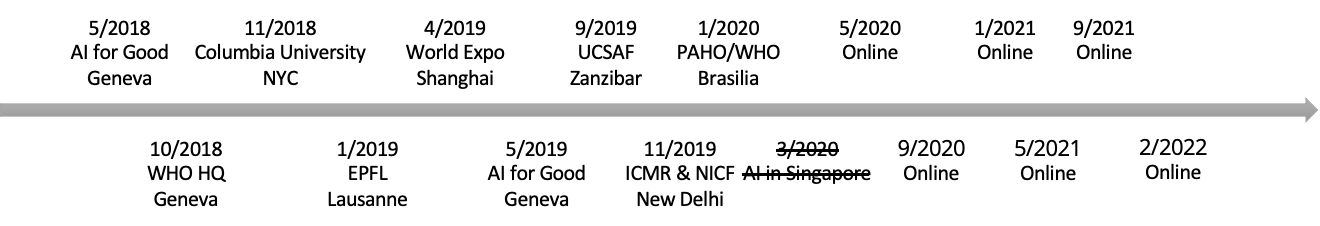 5/2018
AI for Good
Geneva
11/2018
Columbia University
NYC
4/2019
World Expo
Shanghai
9/2019
UCSAF
Zanzibar
1/2020
PAHO/WHO
Brasilia
5/2020
Online
1/2021
Online
9/2021
Online
10/2018
WHO HQ
Geneva
1/2019
EPFL
Lausanne
5/2019
AI for Good
Geneva
11/2019
ICMR & NICF
New Delhi
3/2020
AI in Singapore
9/2020
Online
5/2021
Online
2/2022
Online